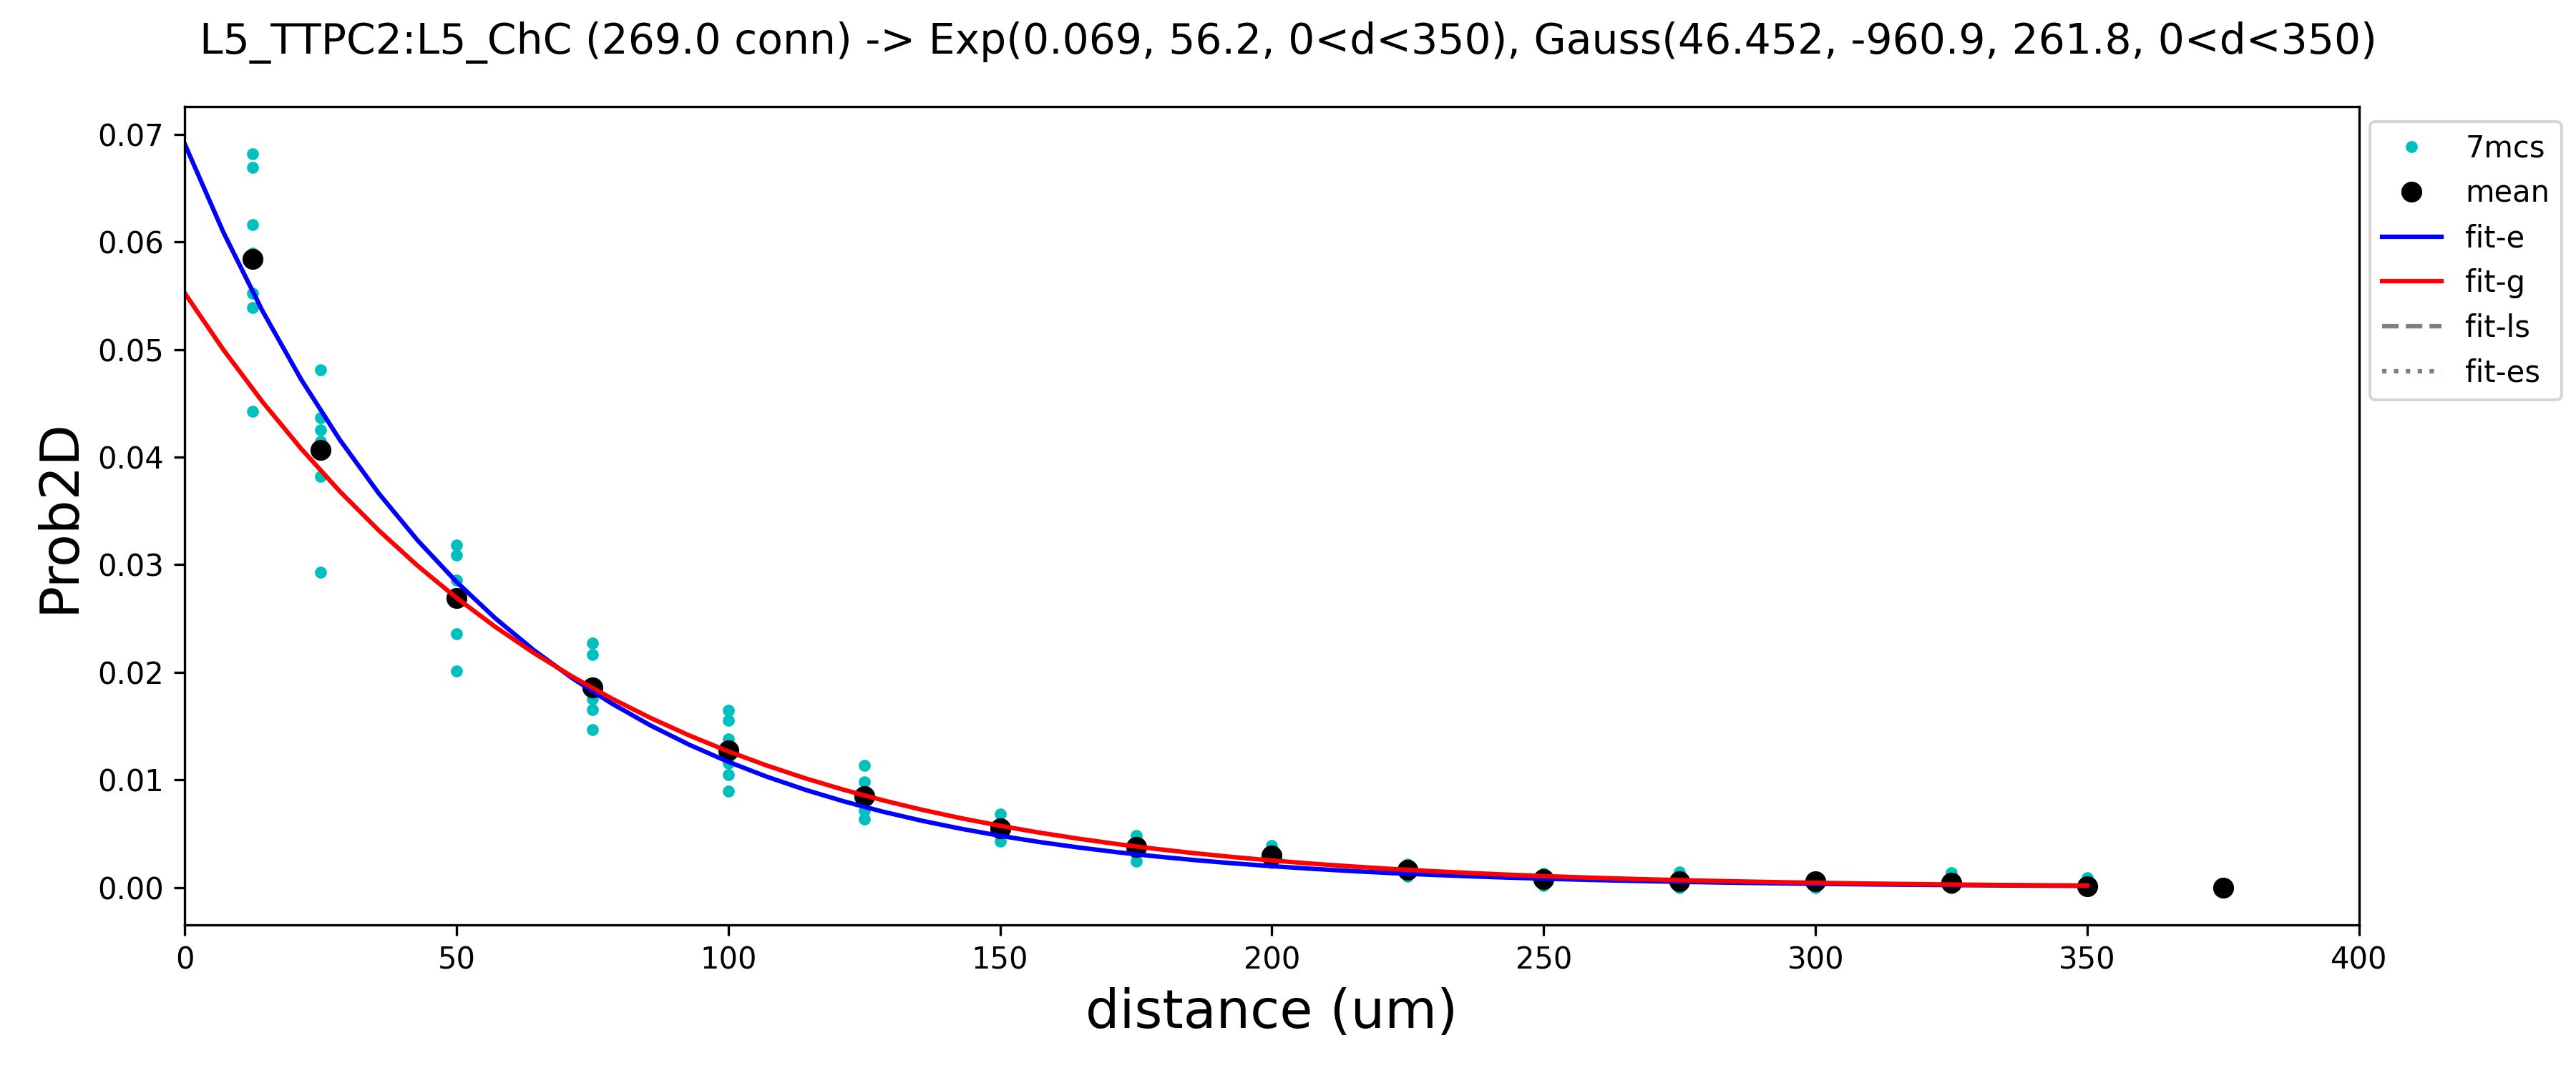 L5_TTPC2:L5_ChC (269.0 conn) -> Exp(0.069, 56.2, 0<d<350), Gauss(46.452, -960.9, 261.8, 0<d<350)
0.07
0.06
0.05
0.04
0.03
0.02
0.01
0.00
Prob2D
0 50 100 150 200 250 300 350 400
distance (um)
7mcs
mean
fit-e
fit-g
fit-ls
fit-es